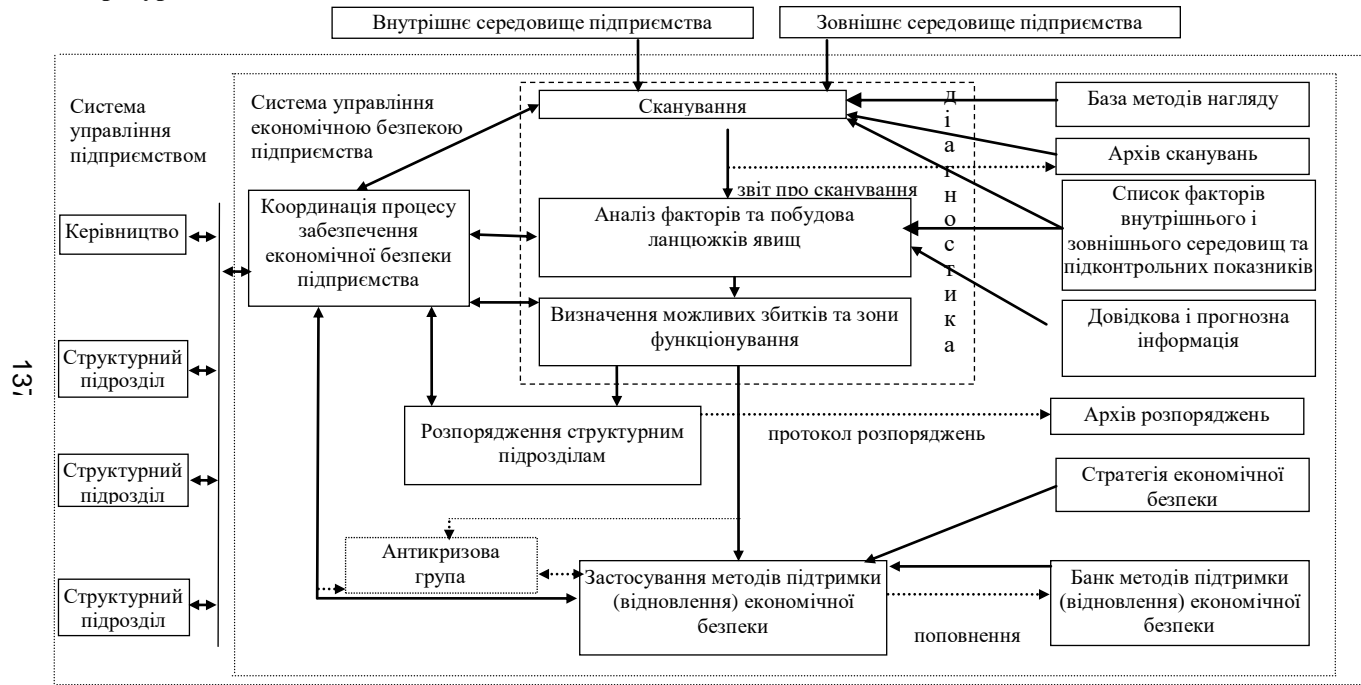 Внутрішнє середовище підприємства
Зовнішнє середовище підприємства
Система
управління
підприємством
Система управління
економічною безпекою
підприємства
Сканування
діагностика
База методів нагляду
Архів сканувань
звіт про сканування
Список факторів
внутрішнього і
зовнішнього середовищ та
підконтрольних показників
Керівництво
Координація процесу
забезпечення
економічної безпеки
підприємства
Аналіз факторів та побудова
ланцюжків явищ
Визначення можливих збитків та зони
функціонування
Довідкова і прогнозна
інформація
Структурний
підрозділ
137
Розпорядження структурним
підрозділам
протокол розпоряджень
Архів розпоряджень
Структурний
підрозділ
Стратегія економічної
безпеки
Антикризова
група
Застосування методів підтримки
(відновлення) економічної
безпеки
Банк методів підтримки
(відновлення) економічної
безпеки
Структурний
підрозділ
поповнення